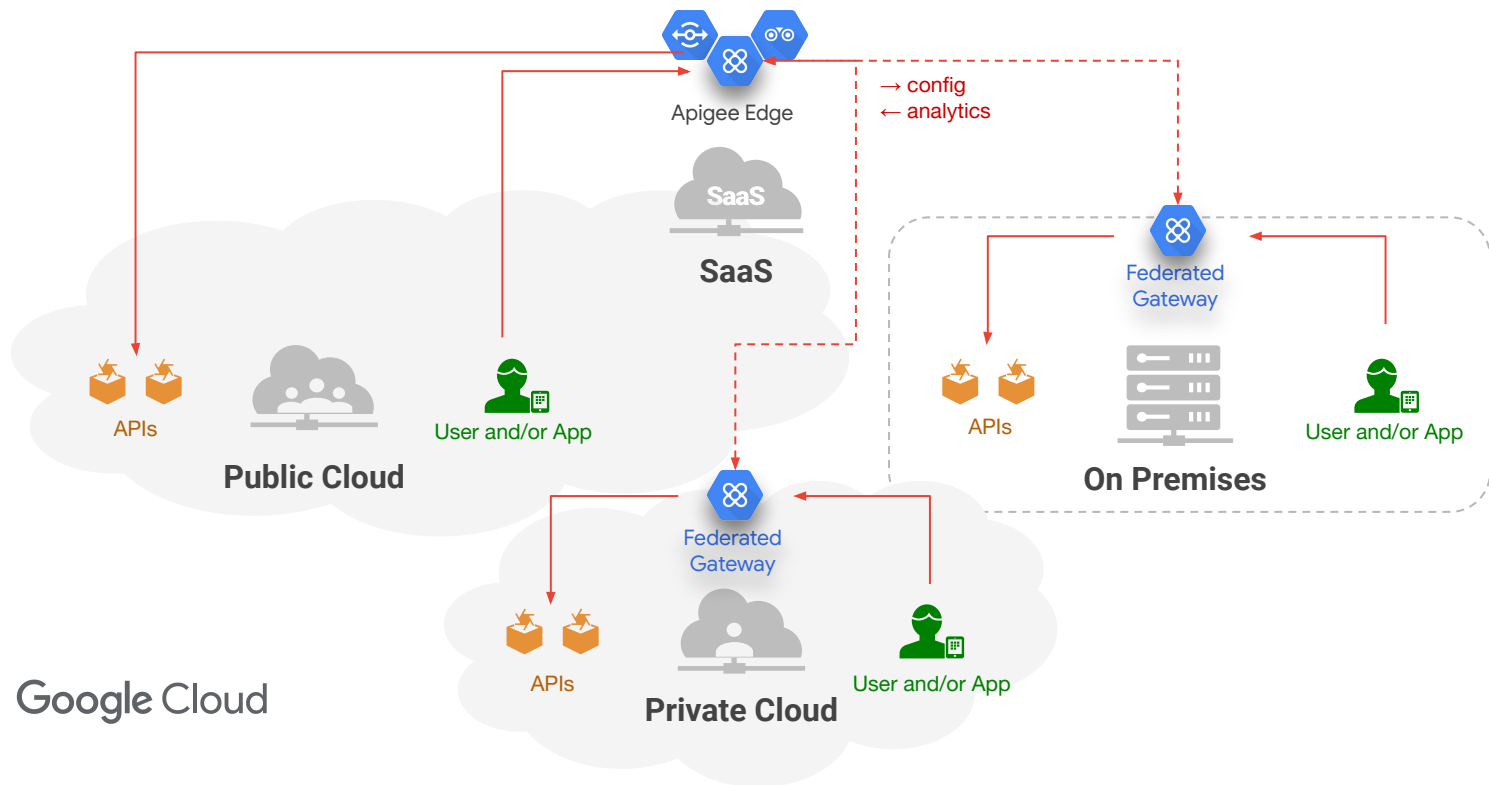 Apigee Edge
→ config
← analytics
SaaS
SaaS
Federated
Gateway
APIs
User and/or App
Public Cloud
APIs
User and/or App
On Premises
Federated
Gateway
APIs
User and/or App
Private Cloud
Google Cloud